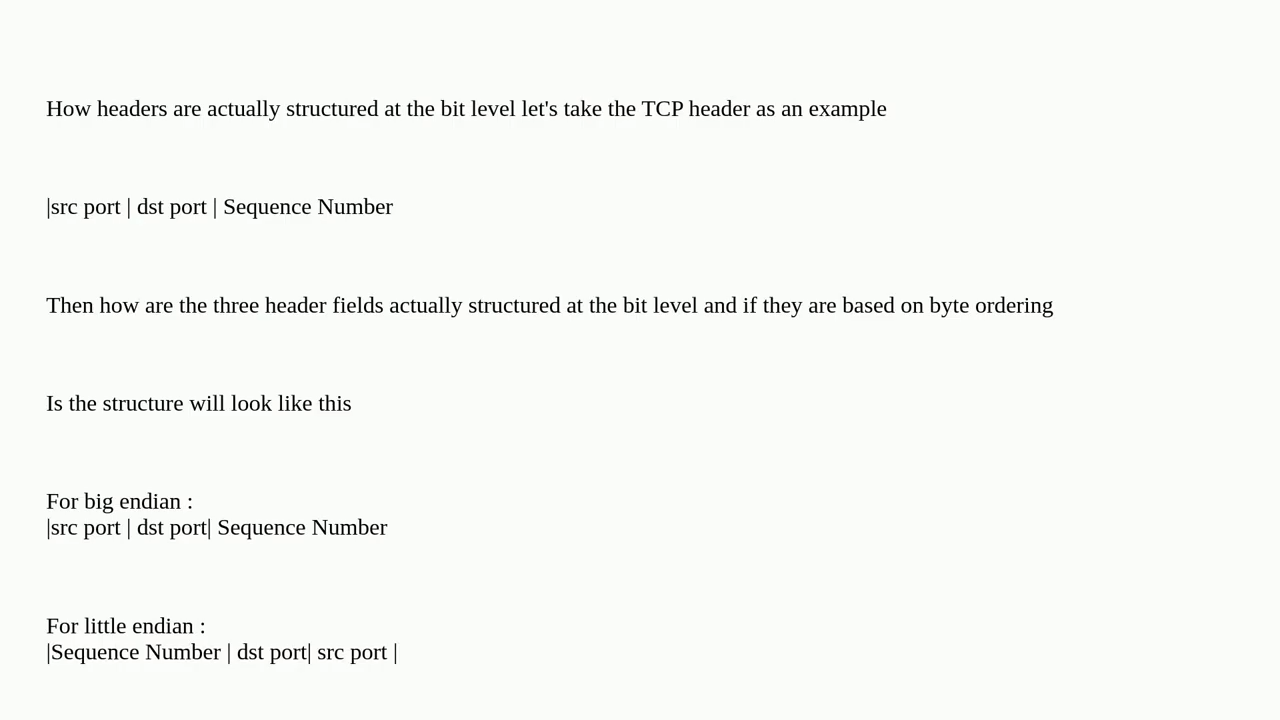 How headers are actually structured at the bit level let's take the TCP header as an example
|src port | dst port | Sequence Number
Then how are the three header fields actually structured at the bit level and if they are based on byte ordering
Is the structure will look like this
For big endian :
|src port | dst port| Sequence Number
For little endian :
|Sequence Number | dst port| src port |